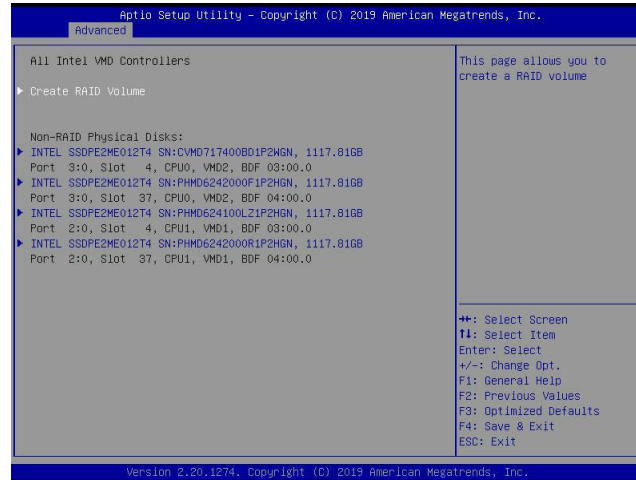 Aptio Setup Utility – Copyright (C) 2019 American Megatrends, Inc.
Advanced
All Intel VMD Controllers
Create RAID Volume
Non-RAID Physical Disks:
INTEL SSDPE2ME012T4 SN:CVMD717400BD1P2WGN, 1117.81GB
Port 3:0, Slot 4, CPU0, VMD2, BDF 03:00.0
INTEL SSDPE2ME012T4 SN:PHMD6242000F1P2HGN, 1117.81GB
Port 3:0, Slot 37, CPU0, VMD2, BDF 04:00.0
INTEL SSDPE2ME012T4 SN:PHMD624100LZ1P2HGN, 1117.81GB
Port 2:0, Slot 4, CPU1, VMD1, BDF 03:00.0
INTEL SSDPE2ME012T4 SN:PHMD6242000R1P2HGN, 1117.81GB
Port 2:0, Slot 37, CPU1, VMD1, BDF 04:00.0
This page allows you to
create a RAID volume
→←: Select Screen
↑↓: Select Item
Enter: Select
+/-: Change Opt.
F1: General Help
F2: Previous Values
F3: Optimized Defaults
F4: Save & Exit
ESC: Exit
Version 2.20.1274. Copyright (C) 2019 American Megatrends, Inc.